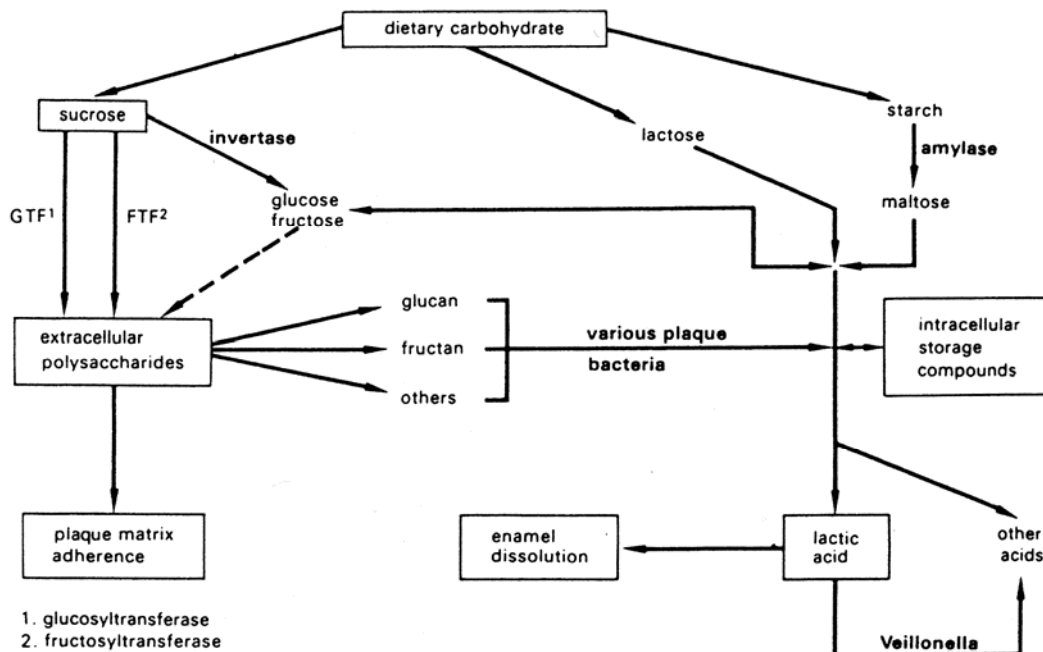 dietary carbohydrate
sucrose
invertase
lactose
starch
amylase
maltose
GTF¹
FTF²
glucose
fructose
extracellular
polysaccharides
glucan
fructan
others
various plaque
bacteria
intracellular
storage
compounds
plaque matrix
adherence
enamel
dissolution
lactic
acid
other
acids
1. glucosyltransferase
2. fructosyltransferase
Veillonella